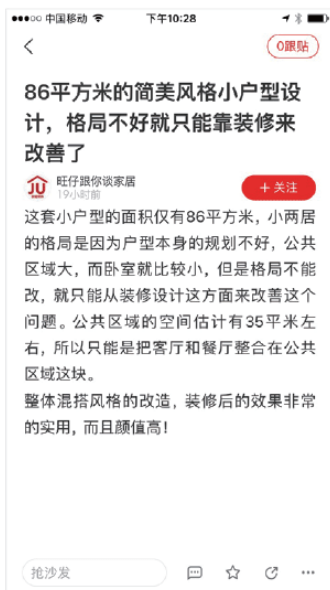 中国移动 下午10:28
0跟贴
86平方米的简美风格小户型设
计，格局不好就只能靠装修来
改善了
JU
旺仔跟你谈家居
19小时前
+关注
这套小户型的面积仅有86平方米，小两居
的格局是因为户型本身的规划不好，公共
区域大，而卧室就比较小，但是格局不能
改，就只能从装修设计这方面来改善这个
问题。公共区域的空间估计有35平米左
右，所以只能是把客厅和餐厅整合在公共
区域这块。
整体混搭风格的改造，装修后的效果非常
的实用，而且颜值高！
抢沙发